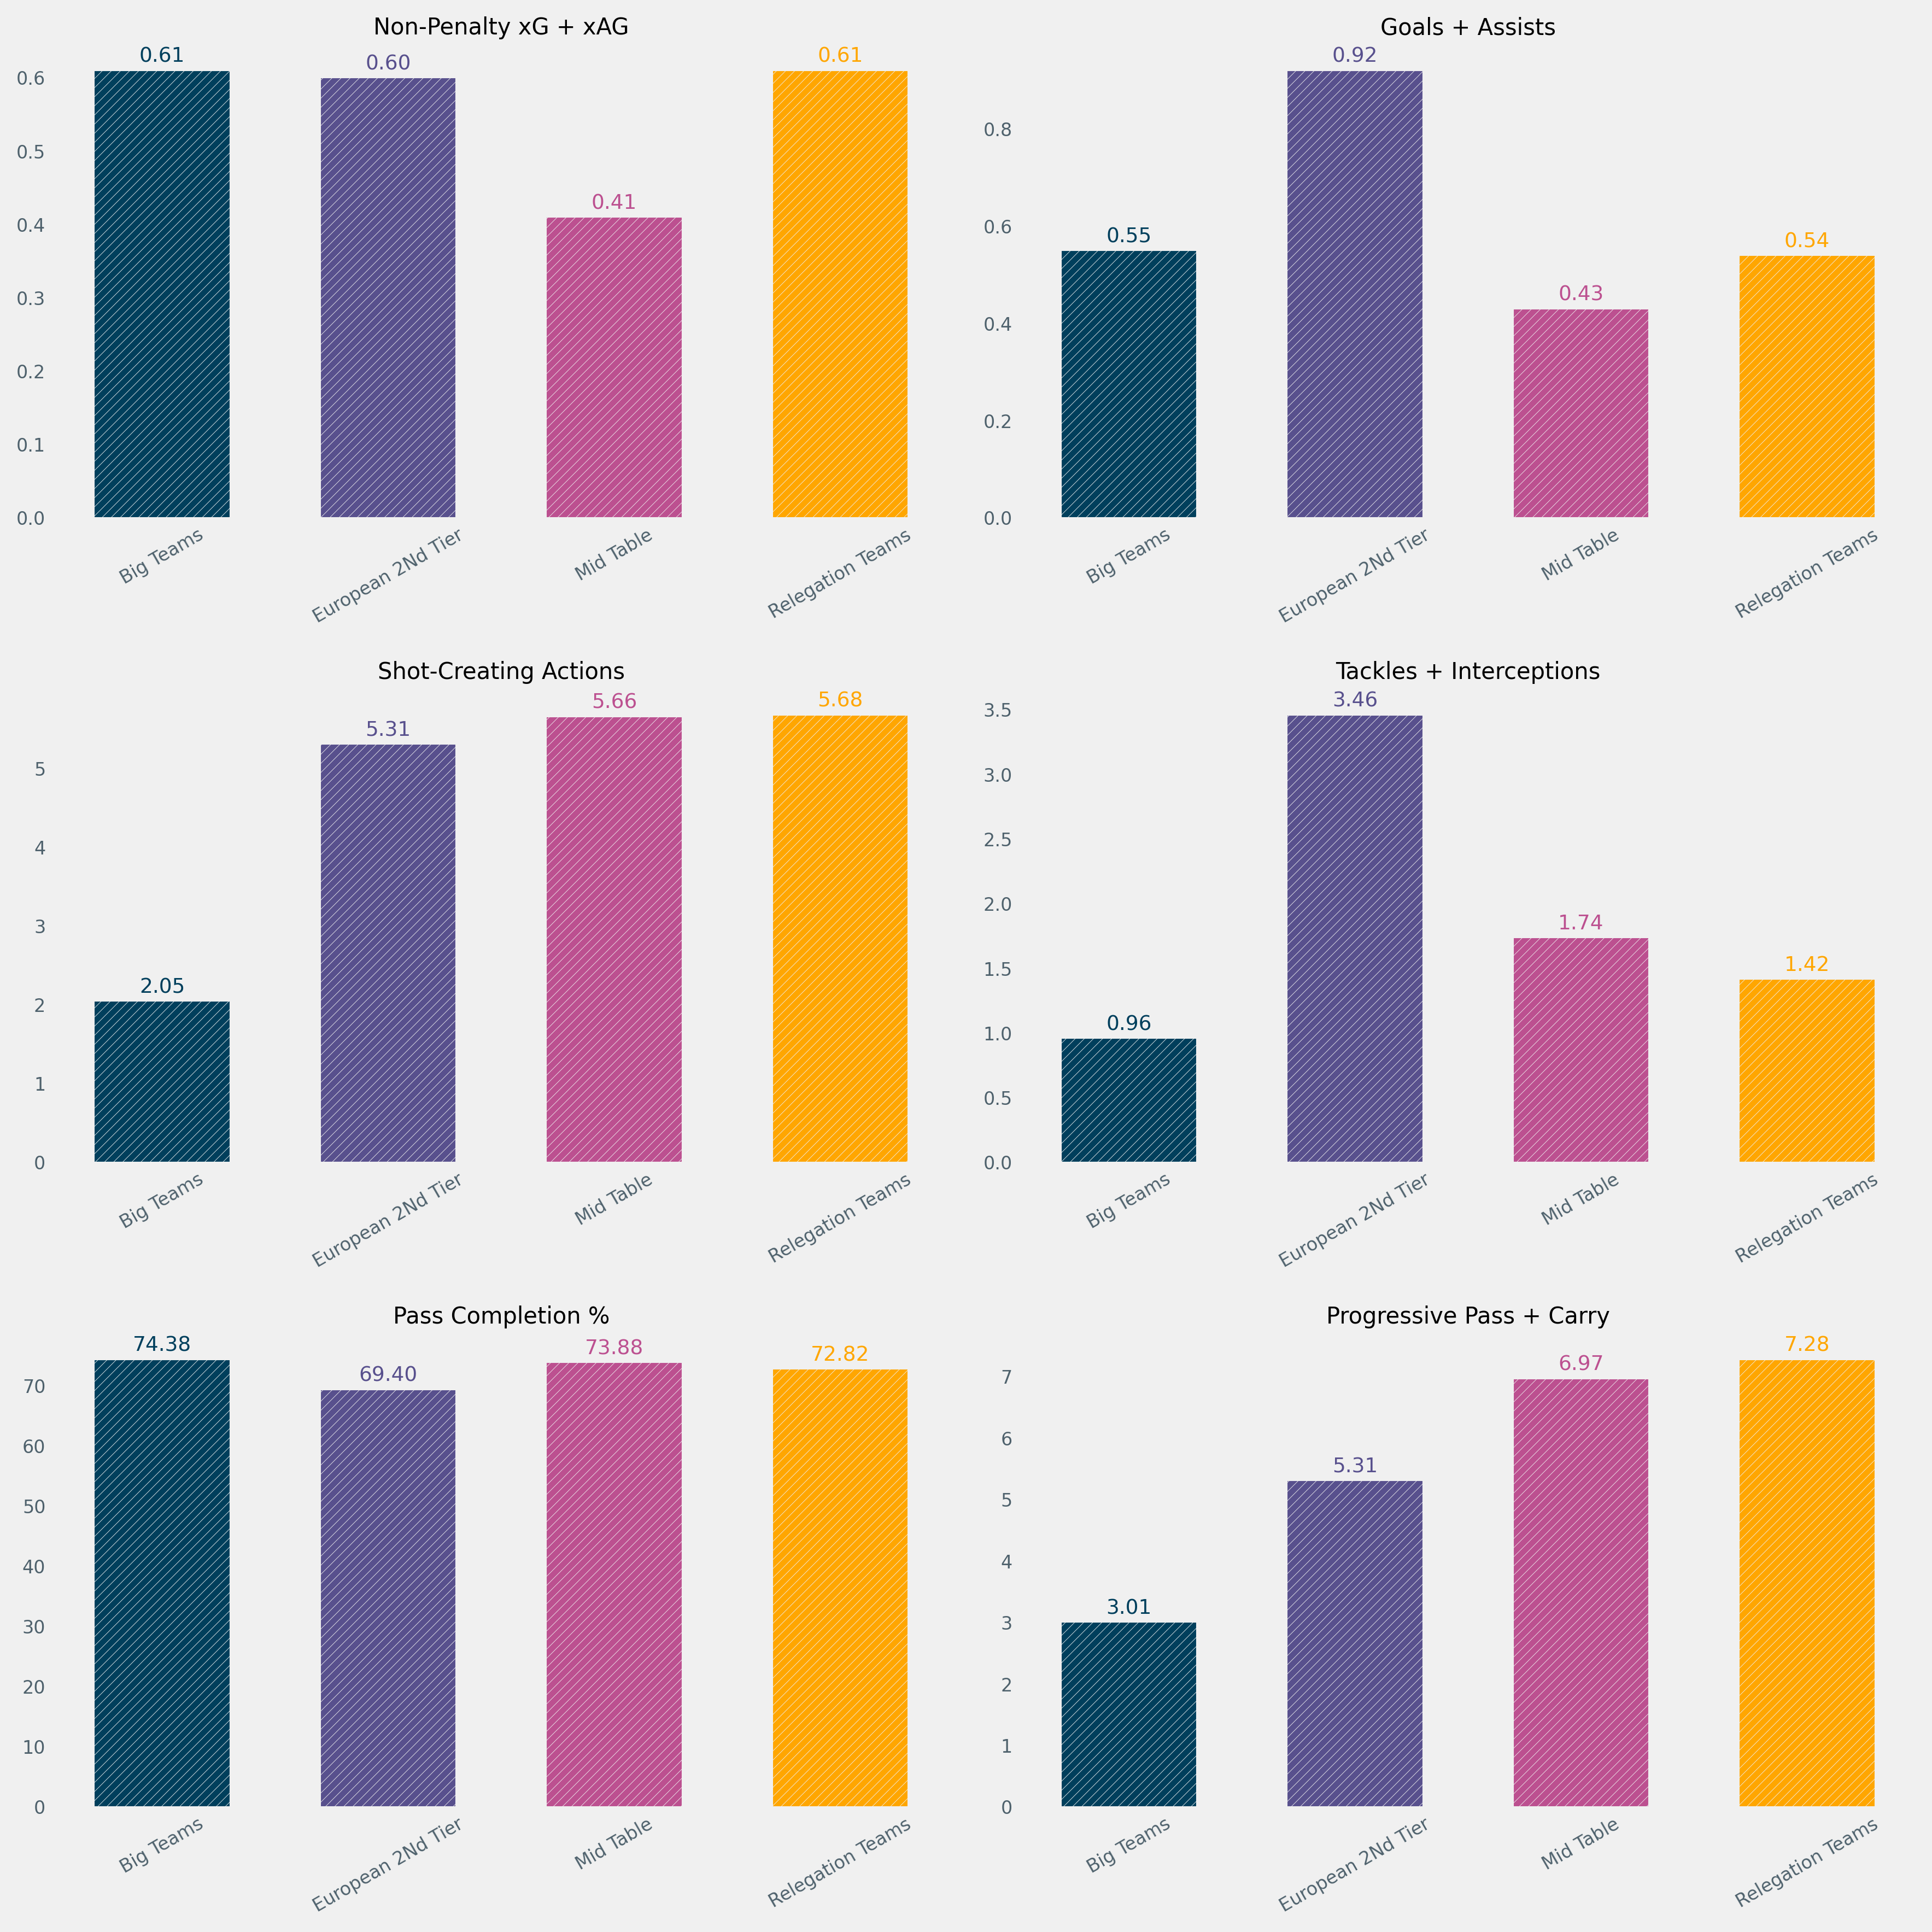 Non-Penalty xG + xAG
0.6
0.5
0.4
0.3
0.2
0.1
0.0
0.61
0.60
0.41
0.61
Big Teams
European 2Nd Tier
Mid Table
Relegation Teams
Goals + Assists
0.8
0.6
0.4
0.2
0.0
0.55
0.92
0.43
0.54
Big Teams
European 2Nd Tier
Mid Table
Relegation Teams
Shot-Creating Actions
5
4
3
2
1
0
2.05
5.31
5.66
5.68
Big Teams
European 2Nd Tier
Mid Table
Relegation Teams
Tackles + Interceptions
3.5
3.0
2.5
2.0
1.5
1.0
0.5
0.0
0.96
3.46
1.74
1.42
Big Teams
European 2Nd Tier
Mid Table
Relegation Teams
Pass Completion %
70
60
50
40
30
20
10
0
74.38
69.40
73.88
72.82
Big Teams
European 2Nd Tier
Mid Table
Relegation Teams
Progressive Pass + Carry
7
6
5
4
3
2
1
0
3.01
5.31
6.97
7.28
Big Teams
European 2Nd Tier
Mid Table
Relegation Teams